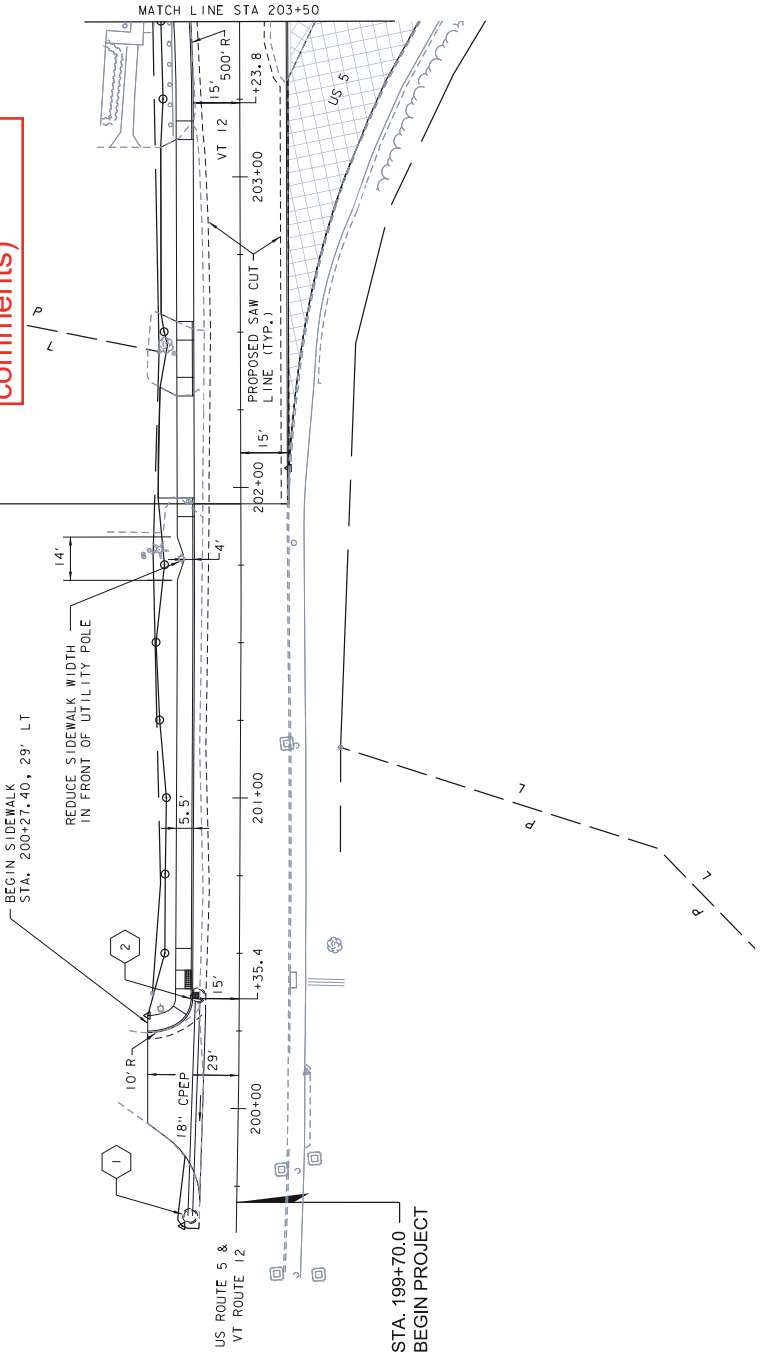 MATCH LINE STA 203+50
comments)
500' R
15'
+23.8
VT 12
US 5
203+00
P
L
PROPOSED SAW CUT
LINE (TYP.)
15'
202+00
14'
4'
REDUCE SIDEWALK WIDTH
IN FRONT OF UTILITY POLE
BEGIN SIDEWALK
STA. 200+27.40, 29' LT
5.5'
201+00
L
P
L
P
2
15'
+35.4
10' R
29'
18" CPEP
200+00
1
US ROUTE 5 &
VT ROUTE 12
STA. 199+70.0
BEGIN PROJECT